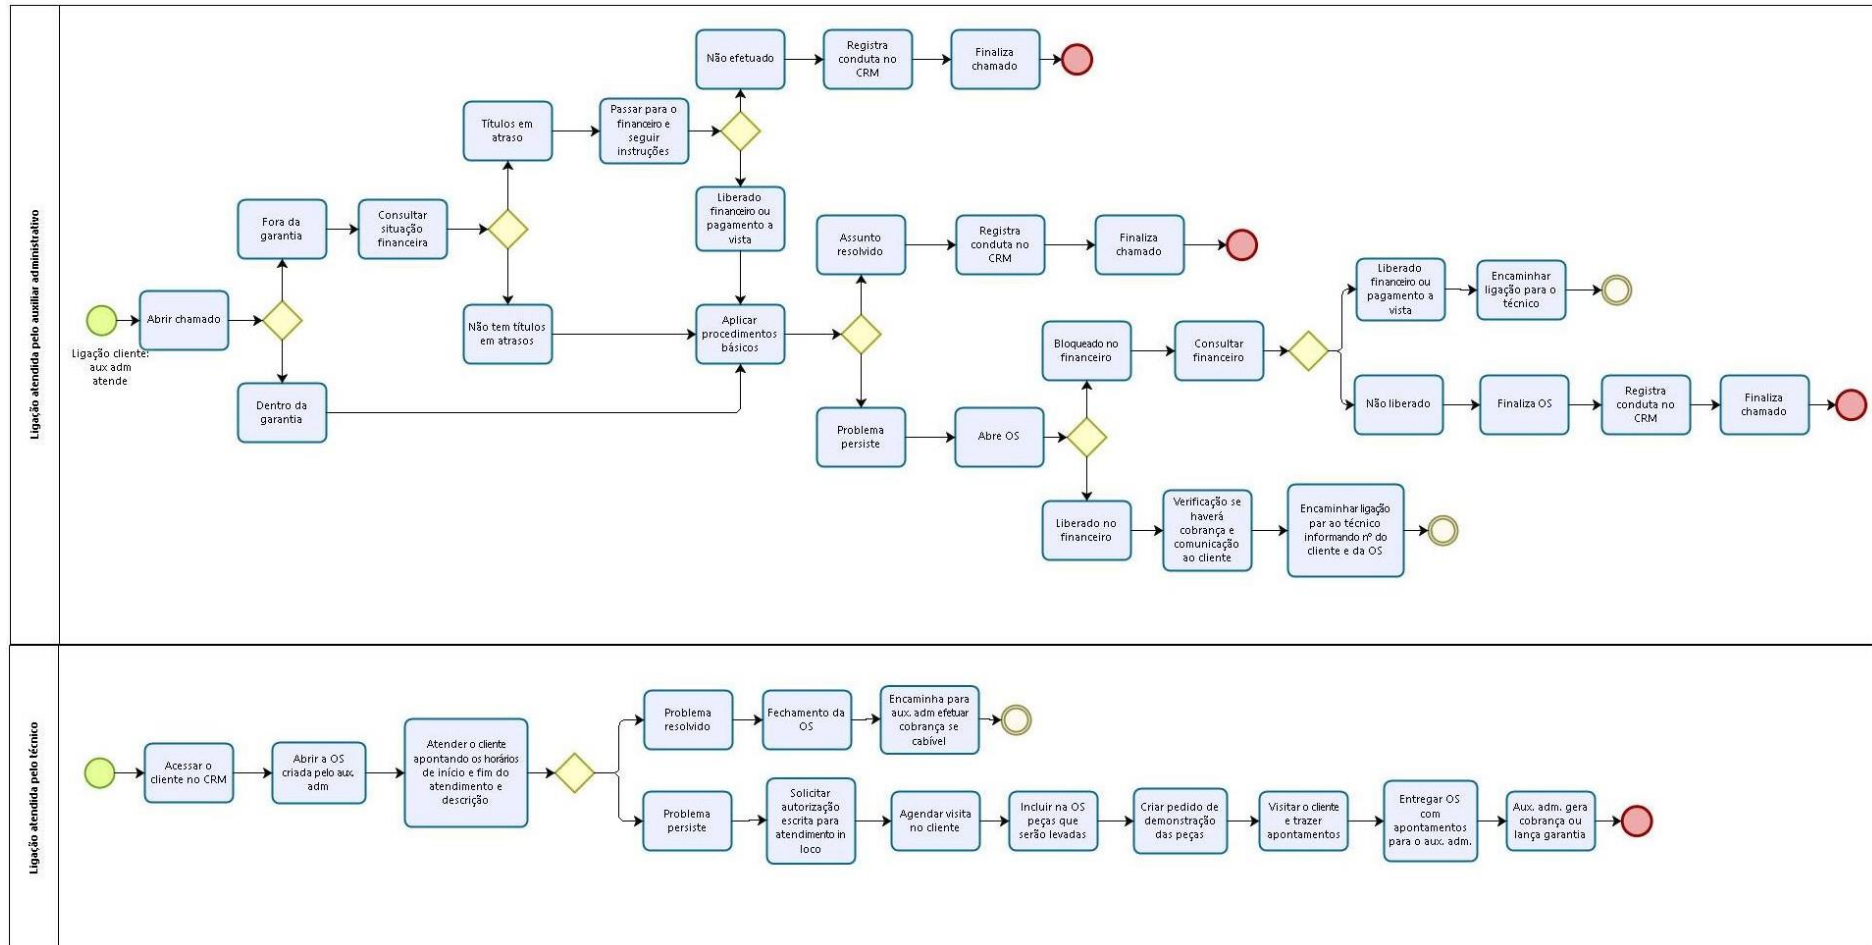 Ligação atendida pelo auxiliar administrativo
Ligação cliente:
aux adm
atende
Abrir chamado
Fora da
garantia
Consultar
situação
financeira
Dentro da
garantia
Títulos em
atraso
Passar para o
financeiro e
seguir
instruções
Não tem títulos
em atrasos
Não efetuado
Registra
conduta no
CRM
Finaliza
chamado
Liberado
financeiro ou
pagamento a
vista
Aplicar
procedimentos
básicos
Assunto
resolvido
Registra
conduta no
CRM
Finaliza
chamado
Problema
persiste
Abre OS
Bloqueado no
financeiro
Consultar
financeiro
Liberado
financeiro ou
pagamento a
vista
Encaminhar
ligação para o
técnico
Não liberado
Finaliza OS
Registra
conduta no
CRM
Finaliza
chamado
Liberado no
financeiro
Verificação se
haverá
cobrança e
comunicação
ao cliente
Encaminhar ligação
par ao técnico
informando nº do
cliente e da OS
Ligação atendida pelo técnico
Acessar o
cliente no CRM
Abrir a OS
criada pelo aux.
adm
Atender o cliente
apontando os horários
de início e fim do
atendimento e
descrição
Problema
resolvido
Fechamento da
OS
Encaminha para
aux. adm efetuar
cobrança se
cabível
Problema
persiste
Solicitar
autorização
escrita para
atendimento in
loco
Agendar visita
no cliente
Incluir na OS
peças que
serão levadas
Criar pedido de
demonstração
das peças
Visitar o cliente
e trazer
apontamentos
Entregar OS
com
apontamentos
para o aux. adm.
Aux. adm. gera
cobrança ou
lança garantia